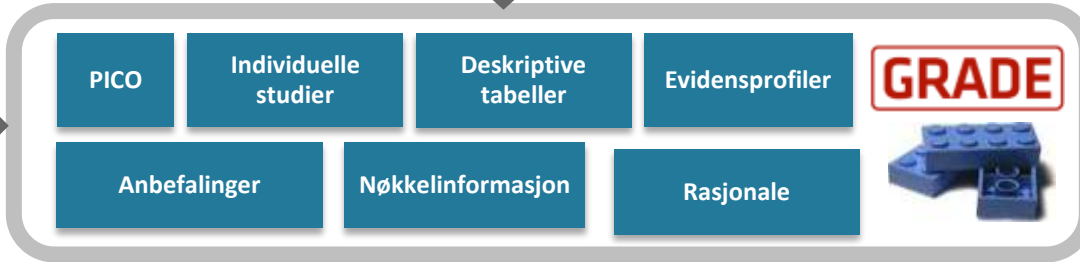 PICO
Individuelle
studier
Deskriptive
tabeller
Evidensprofiler
GRADE
Anbefalinger
Nøkkelinformasjon
Rasjonale